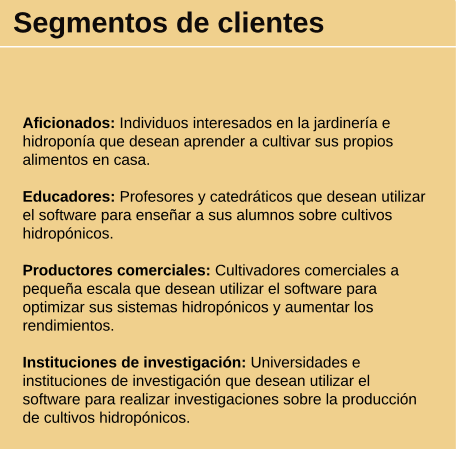 Segmentos de clientes
Aficionados: Individuos interesados en la jardinería e
hidroponía que desean aprender a cultivar sus propios
alimentos en casa.
Educadores: Profesores y catedráticos que desean utilizar
el software para enseñar a sus alumnos sobre cultivos
hidropónicos.
Productores comerciales: Cultivadores comerciales a
pequeña escala que desean utilizar el software para
optimizar sus sistemas hidropónicos y aumentar los
rendimientos.
Instituciones de investigación: Universidades e
instituciones de investigación que desean utilizar el
software para realizar investigaciones sobre la producción
de cultivos hidropónicos.